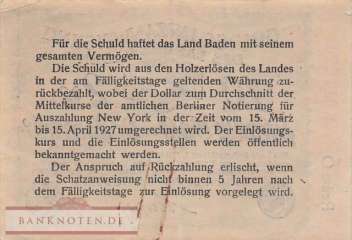 Für die Schuld haftet das Land Baden mit seinem
gesamten Vermögen.
Die Schuld wird aus den Holzerlösen des Landes
in der am Fälligkeitstage geltenden Währung zu-
rückbezahlt, wobei der Dollar zum Durchschnitt der
Mittelkurse der amtlichen Berliner Notierung für
Auszahlung New York in der Zeit vom 15. März
bis 15. April 1927 umgerechnet wird. Der Einlösungs-
kurs und die Einlösungsstellen werden öffentlich
bekanntgemacht werden.
Der Anspruch auf Rückzahlung erlischt, wenn
die Schatzanweisung nicht binnen 5 Jahren nach
dem Fälligkeitstage zur Einlösung vorgelegt wird.
BANKNOTEN.DE